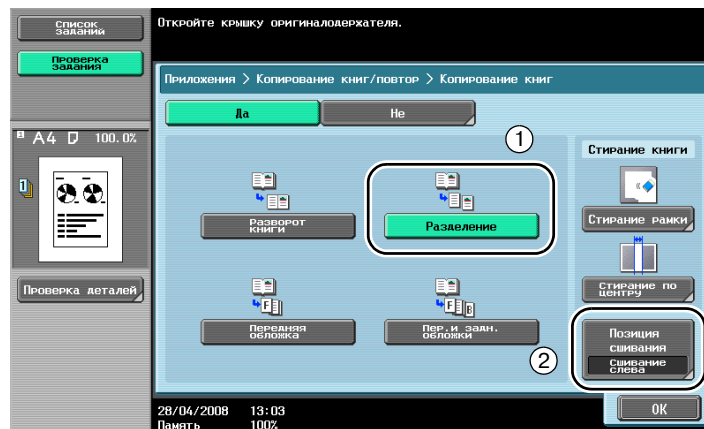 Список
заданий
Проверка
задания
A4 100.0%
1
Проверка деталей
Откройте крышку оригиналодержателя.
Приложения > Копирование книг/повтор > Копирование книг
Да
Не
1
Разворот
книги
Разделение
Передняя
обложка
Пер.и задн.
обложки
2
Стирание книги
Стирание рамки
Стирание по
центру
Позиция
сшивания
Сшивание
слева
OK
28/04/2008 13:03
Память 100%